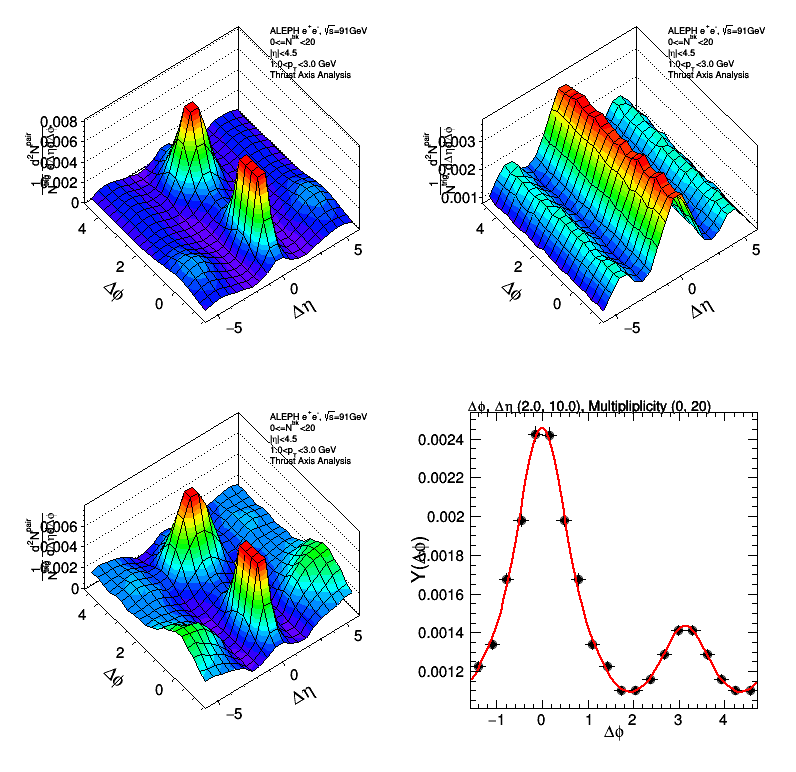 ALEPH e⁺e⁻, √s=91GeV
0<=Nᵗʳᵏ<20
|η|<4.5
1.0<p_T<3.0 GeV
Thrust Axis Analysis
0.008
0.006
0.004
0.002
0
4
2
0
Δϕ
−5
0
5
Δη
ALEPH e⁺e⁻, √s=91GeV
0<=Nᵗʳᵏ<20
|η|<4.5
1.0<p_T<3.0 GeV
Thrust Axis Analysis
0.003
0.002
0.001
4
2
0
Δϕ
−5
0
5
Δη
ALEPH e⁺e⁻, √s=91GeV
0<=Nᵗʳᵏ<20
|η|<4.5
1.0<p_T<3.0 GeV
Thrust Axis Analysis
0.006
0.004
0.002
0
4
2
0
Δϕ
−5
0
5
Δη
Δϕ, Δη (2.0, 10.0), Multipliplicity (0, 20)
0.0024
0.0022
0.002
0.0018
0.0016
0.0014
0.0012
Y(Δϕ)
−1 0 1 2 3 4
Δϕ